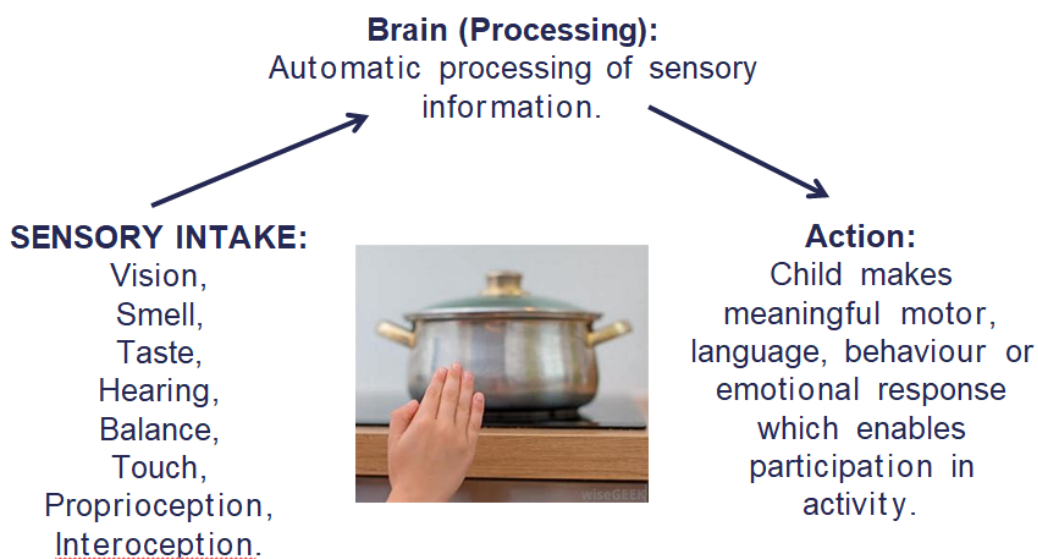 Brain (Processing):
Automatic processing of sensory
information.
SENSORY INTAKE:
Vision,
Smell,
Taste,
Hearing,
Balance,
Touch,
Proprioception,
Interoception.
wiseGEEK
Action:
Child makes
meaningful motor,
language, behaviour or
emotional response
which enables
participation in
activity.